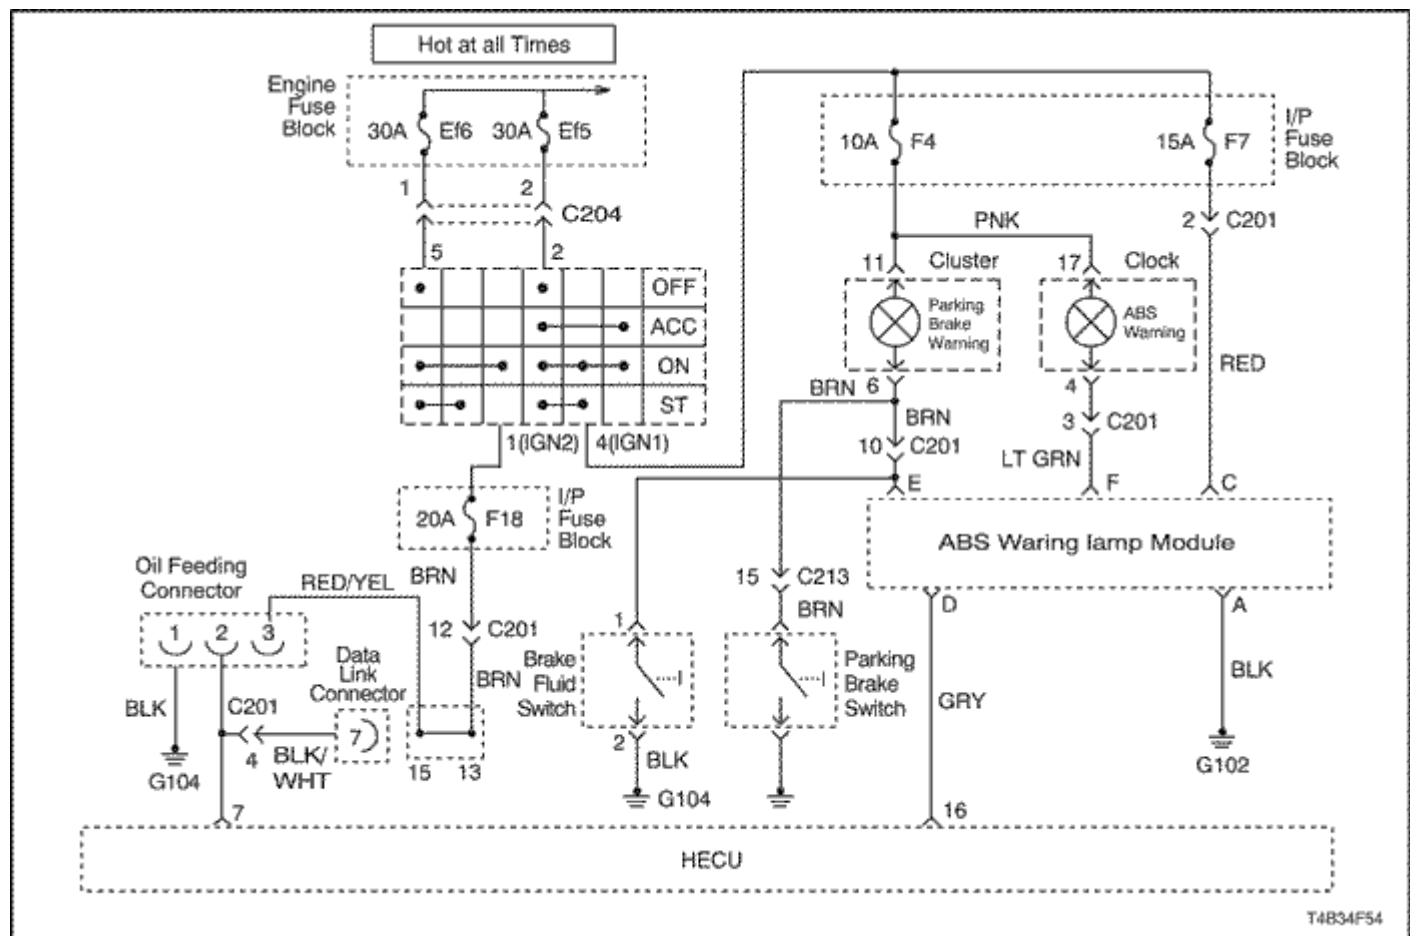 Hot at all Times
Engine
Fuse
Block
30A Ef6 30A Ef5
1 2
C204
5 2
OFF
ACC
ON
ST
1(IGN2) 4(IGN1)
10A F4
15A F7
I/P
Fuse
Block
PNK
2 C201
11 Cluster
17 Clock
Parking
Brake
Warning
ABS
Warning
RED
BRN 6
4
BRN
3 C201
10 C201
LT GRN
E F C
ABS Waring lamp Module
20A F18
I/P
Fuse
Block
Oil Feeding
Connector
RED/YEL
BRN
15 C213
BRN
D A
1 2 3
12 C201
1
Data
Link
Connector
BRN
Brake
Fluid
Switch
Parking
Brake
Switch
BLK
GRY
BLK
C201
7
2
BLK
4 BLK/
WHT
15 13
G104
G104
G102
7
16
HECU
T4B34F54